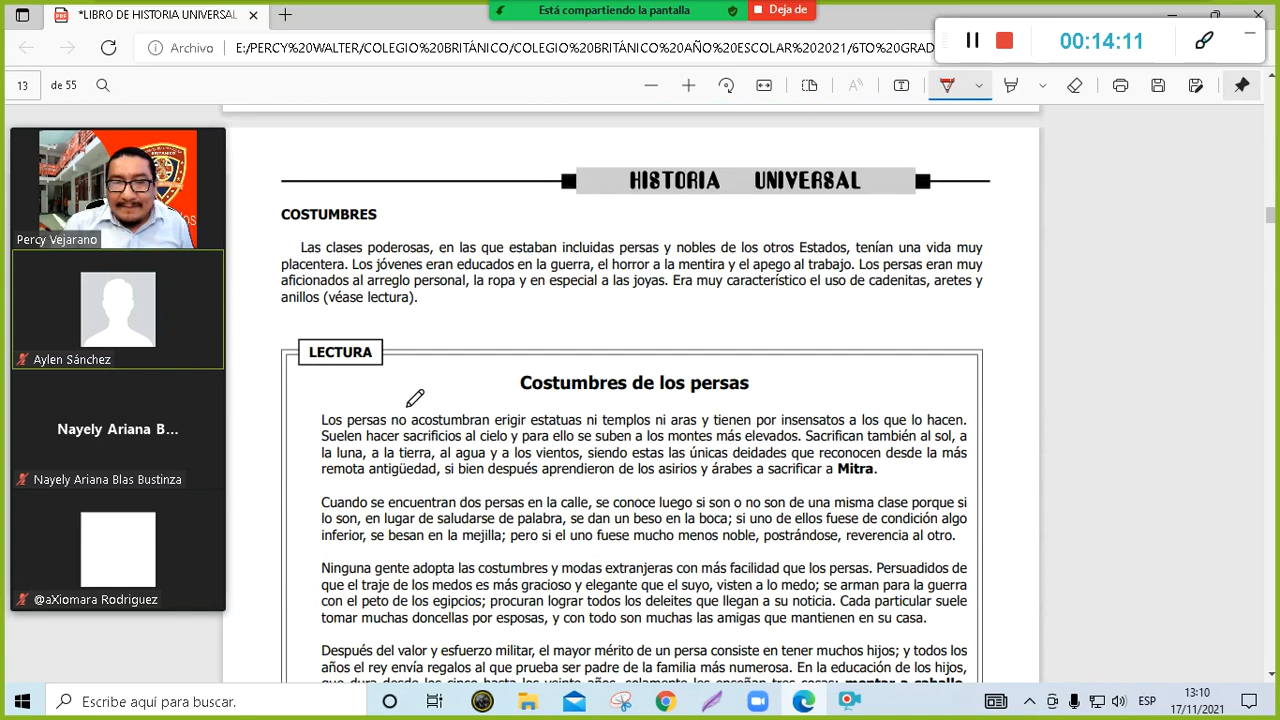 *LIBRO DE HISTORIA UNIVERSAL
Está compartiendo la pantalla
Deja de
Archivo
E:/PERCY%20WALTER/COLEGIO%20BRITÁNICO/COLEGIO%20BRITÁNICO%20AÑO%20ESCOLAR%202021/6TO%20GRAD
00:14:11
13 de 55
HISTORIA UNIVERSAL
COSTUMBRES
Las clases poderosas, en las que estaban incluidas persas y nobles de los otros Estados, tenían una vida muy
placentera. Los jóvenes eran educados en la guerra, el horror a la mentira y el apego al trabajo. Los persas eran muy
aficionados al arreglo personal, la ropa y en especial a las joyas. Era muy característico el uso de cadenitas, aretes y
anillos (véase lectura).
LECTURA
Costumbres de los persas
Los persas no acostumbran erigir estatuas ni templos ni aras y tienen por insensatos a los que lo hacen.
Suelen hacer sacrificios al cielo y para ello se suben a los montes más elevados. Sacrifican también al sol, a
la luna, a la tierra, al agua y a los vientos, siendo estas las únicas deidades que reconocen desde la más
remota antigüedad, si bien después aprendieron de los asirios y árabes a sacrificar a Mitra.
Cuando se encuentran dos persas en la calle, se conoce luego si son o no son de una misma clase porque si
lo son, en lugar de saludarse de palabra, se dan un beso en la boca; si uno de ellos fuese de condición algo
inferior, se besan en la mejilla; pero si el uno fuese mucho menos noble, postrándose, reverencia al otro.
Ninguna gente adopta las costumbres y modas extranjeras con más facilidad que los persas. Persuadidos de
que el traje de los medos es más gracioso y elegante que el suyo, visten a lo medo; se arman para la guerra
con el peto de los egipcios; procuran lograr todos los deleites que llegan a su noticia. Cada particular suele
tomar muchas doncellas por esposas, y con todo son muchas las amigas que mantienen en su casa.
Después del valor y esfuerzo militar, el mayor mérito de un persa consiste en tener muchos hijos; y todos los
años el rey envía regalos al que prueba ser padre de la familia más numerosa. En la educación de los hijos,
que dura desde los cinco hasta los veinte años, solamente les enseñan tres cosas: montar a caballo,
Percy Vejarano
Aylen Sánchez
Nayely Ariana B...
Nayely Ariana Blas Bustinza
@aXiomara Rodriguez
Escribe aquí para buscar.
ESP
13:10
17/11/2021